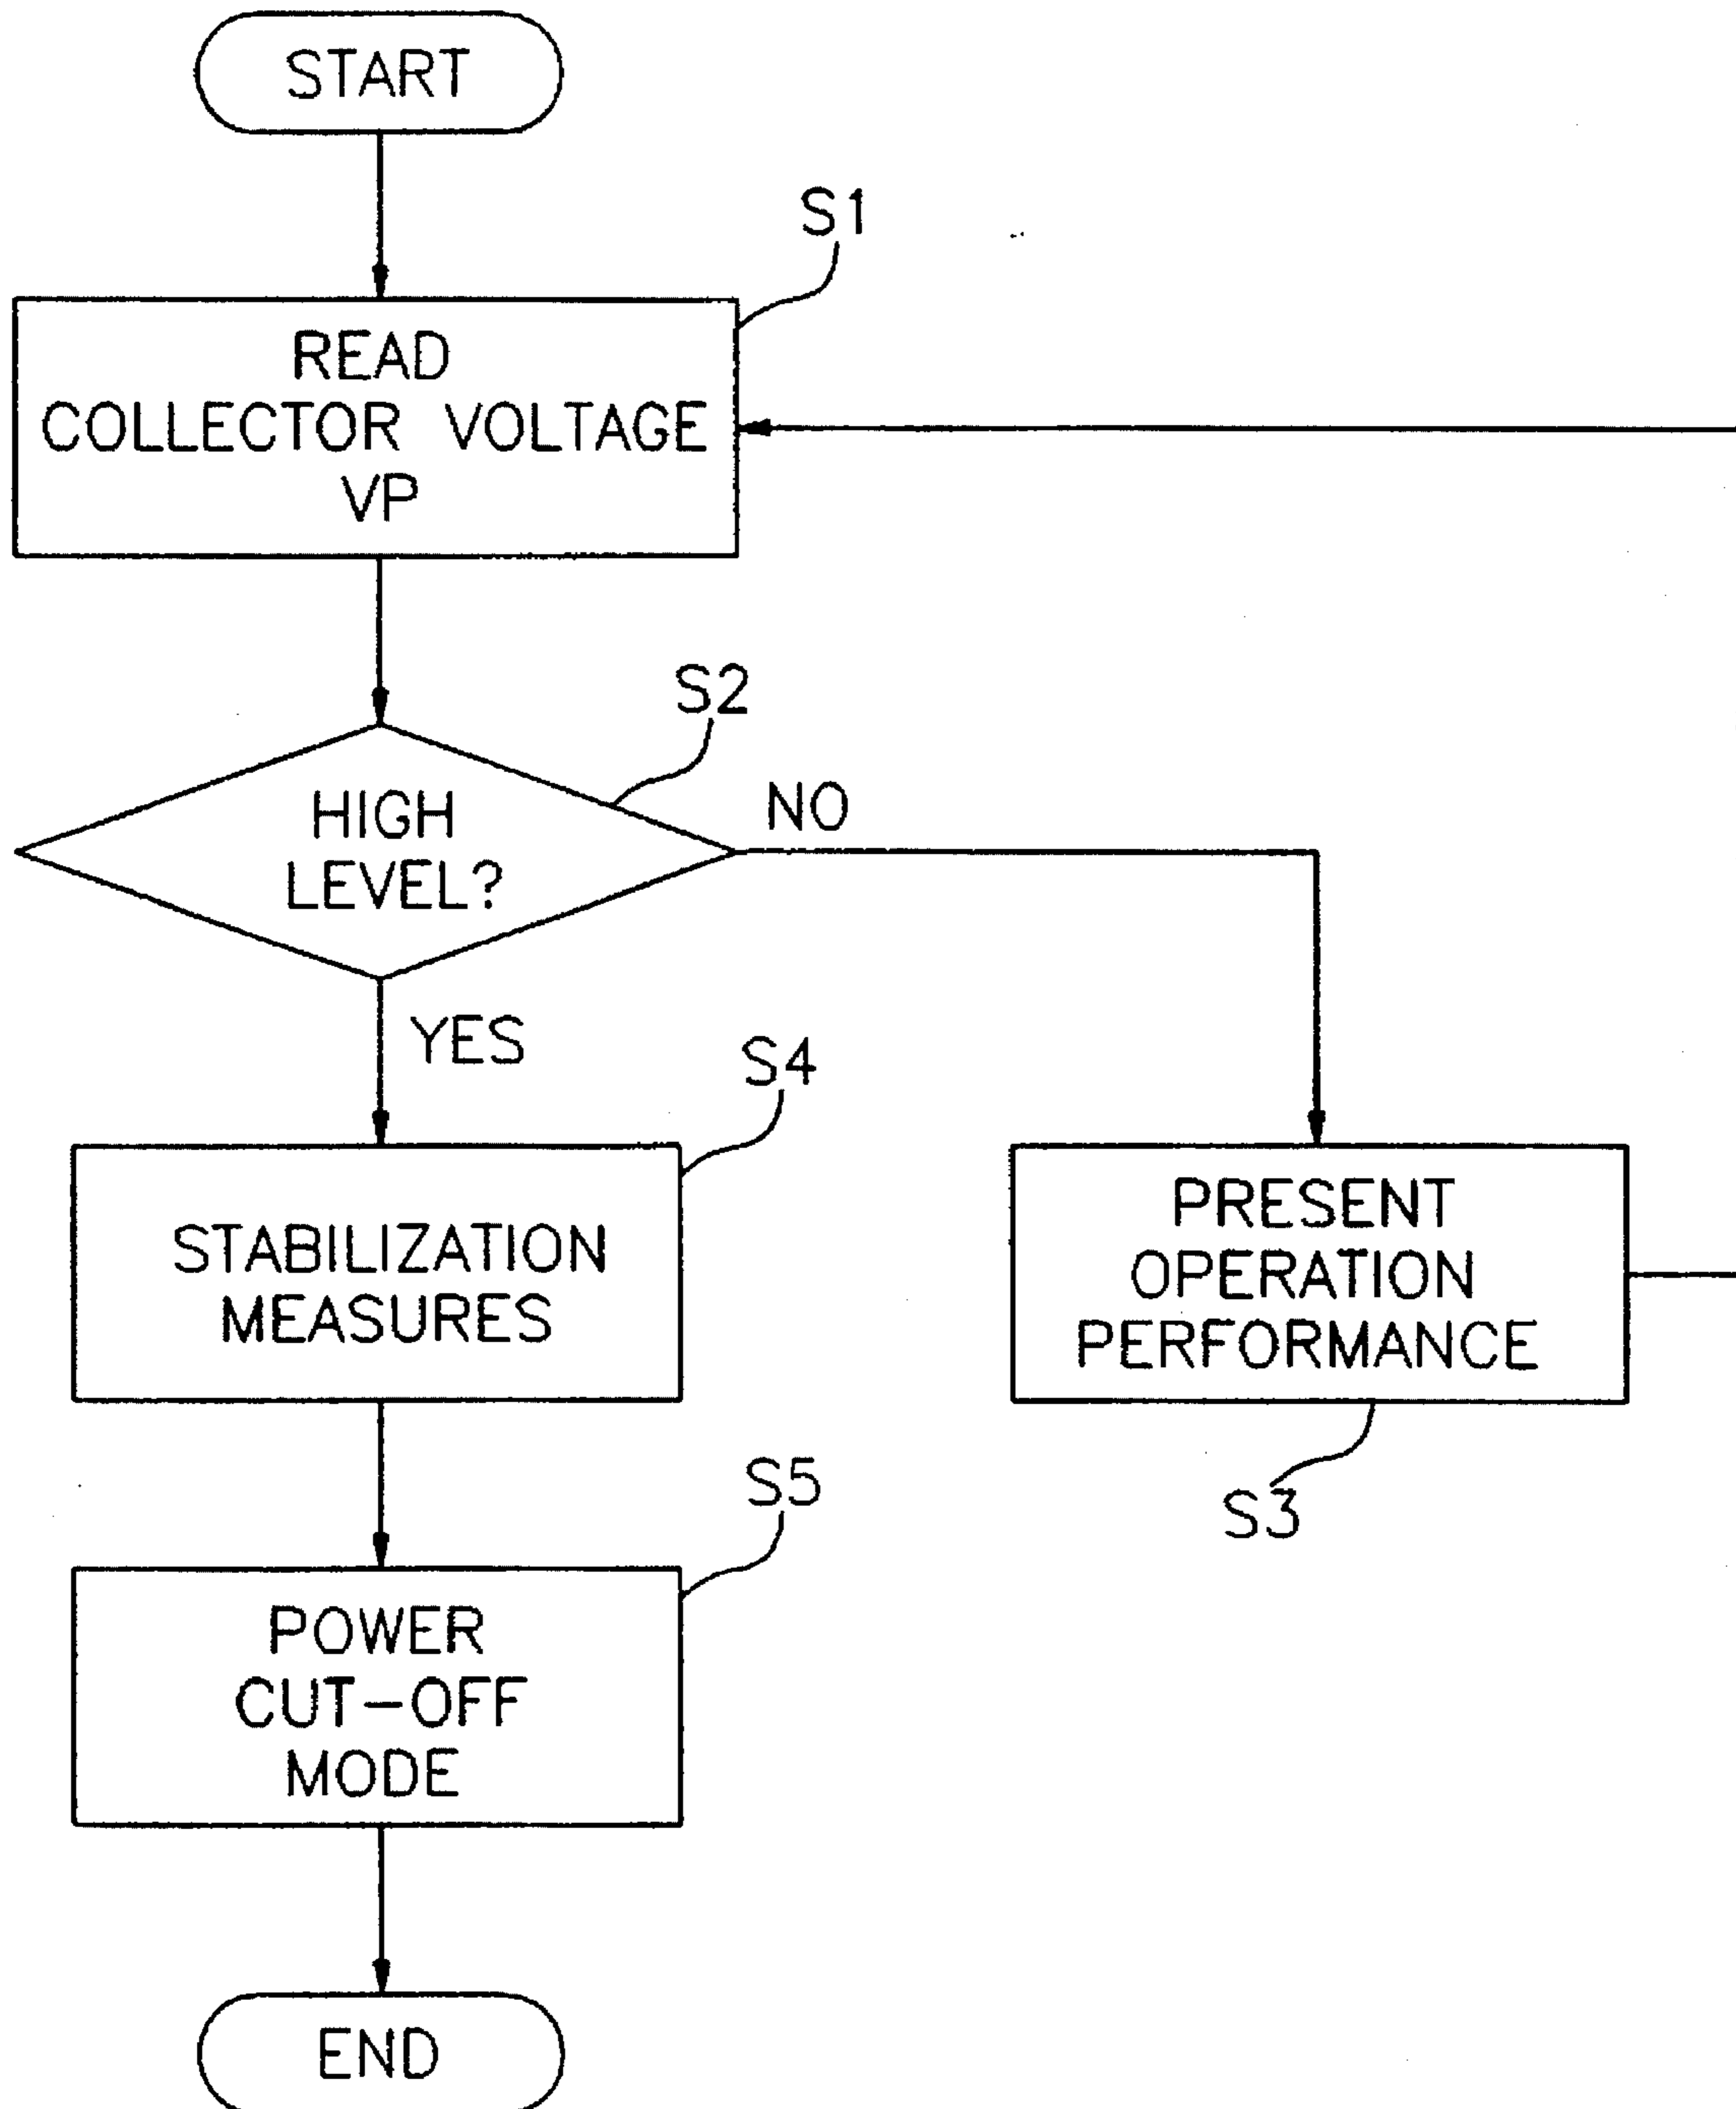 START
S1
READ
COLLECTOR VOLTAGE
VP
S2
HIGH
LEVEL?
NO
YES
S4
STABILIZATION
MEASURES
PRESENT
OPERATION
PERFORMANCE
S3
S5
POWER
CUT-OFF
MODE
END